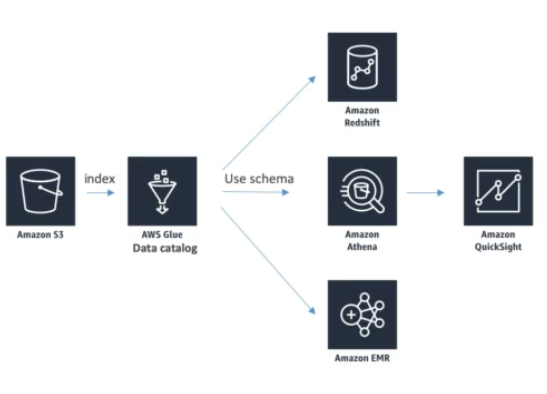 Amazon
Redshift
index
Use schema
Amazon S3
AWS Glue
Data catalog
Amazon
Athena
Amazon
QuickSight
Amazon EMR